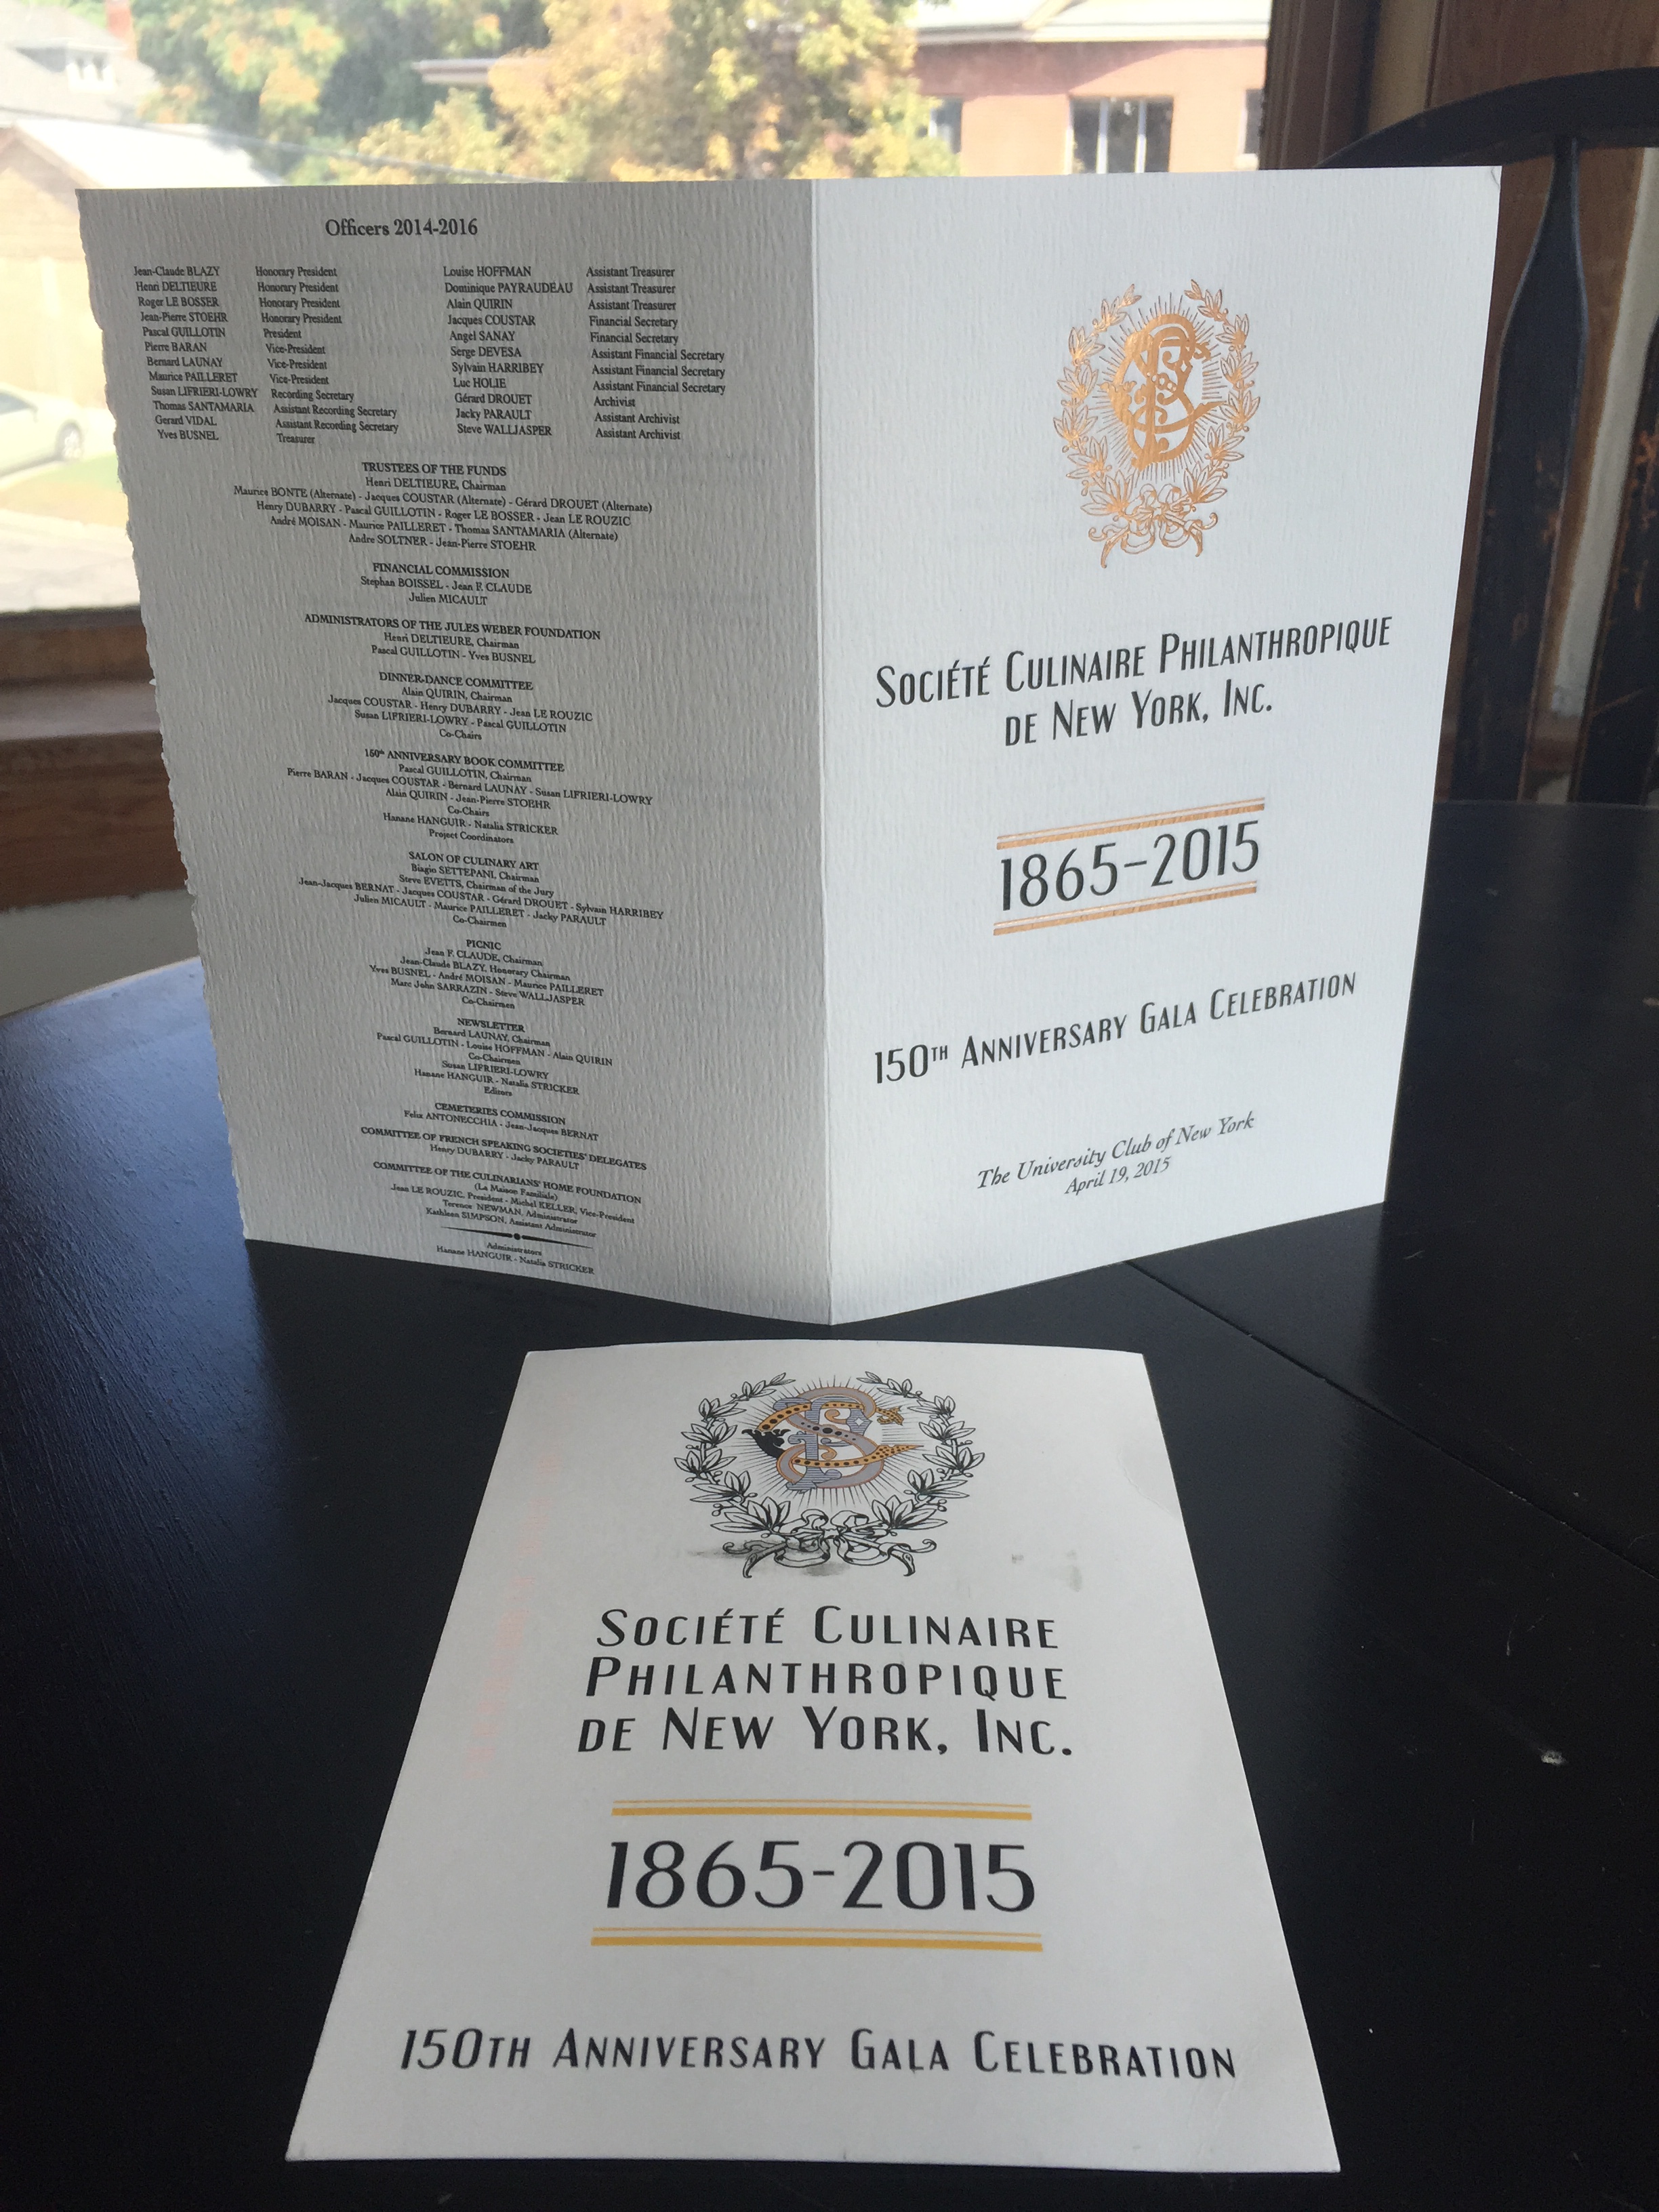 Officers 2014-2016
Jean-Claude BLAZY Honorary President
Henri DELTIEURE Honorary President
Roger LE BOSSER Honorary President
Jean-Pierre STOEHR Honorary President
Pascal GUILLOTIN President
Pierre BARAN Vice-President
Bernard LAUNAY Vice-President
Maurice PAILLERET Vice-President
Susan LIFRIERI-LOWRY Recording Secretary
Thomas SANTAMARIA Assistant Recording Secretary
Gerard VIDAL Assistant Recording Secretary
Yves BUSNEL Treasurer
Louise HOFFMAN Assistant Treasurer
Dominique PAYRAUDEAU Assistant Treasurer
Alain QUIRIN Assistant Treasurer
Jacques COUSTAR Financial Secretary
Angel SANAY Financial Secretary
Serge DEVESA Assistant Financial Secretary
Sylvain HARRIBEY Assistant Financial Secretary
Luc HOLIE Assistant Financial Secretary
Gérard DROUET Archivist
Jacky PARAULT Assistant Archivist
Steve WALLJASPER Assistant Archivist
TRUSTEES OF THE FUNDS
Henri DELTIEURE, Chairman
Maurice BONTE (Alternate) - Jacques COUSTAR (Alternate) - Gérard DROUET (Alternate)
Henry DUBARRY - Pascal GUILLOTIN - Roger LE BOSSER - Jean LE ROUZIC
André MOISAN - Maurice PAILLERET - Thomas SANTAMARIA (Alternate)
Andre SOLTNER - Jean-Pierre STOEHR
FINANCIAL COMMISSION
Stephan BOISSEL - Jean F. CLAUDE
Julien MICAULT
ADMINISTRATORS OF THE JULES WEBER FOUNDATION
Henri DELTIEURE, Chairman
Pascal GUILLOTIN - Yves BUSNEL
DINNER-DANCE COMMITTEE
Alain QUIRIN, Chairman
Jacques COUSTAR - Henry DUBARRY - Jean LE ROUZIC
Susan LIFRIERI-LOWRY - Pascal GUILLOTIN
Co-Chairs
150th ANNIVERSARY BOOK COMMITTEE
Pascal GUILLOTIN, Chairman
Pierre BARAN - Jacques COUSTAR - Bernard LAUNAY - Susan LIFRIERI-LOWRY
Alain QUIRIN - Jean-Pierre STOEHR
Co-Chairs
Hanane HANGUIR - Natalia STRICKER
Project Coordinators
SALON OF CULINARY ART
Biagio SETTEPANI, Chairman
Steve EVETTS, Chairman of the Jury
Jean-Jacques BERNAT - Jacques COUSTAR - Gérard DROUET - Sylvain HARRIBEY
Julien MICAULT - Maurice PAILLERET - Jacky PARAULT
Co-Chairmen
PICNIC
Jean F. CLAUDE, Chairman
Jean-Claude BLAZY, Honorary Chairman
Yves BUSNEL - André MOISAN - Maurice PAILLERET
Marc John SARRAZIN - Steve WALLJASPER
Co-Chairmen
NEWSLETTER
Bernard LAUNAY, Chairman
Pascal GUILLOTIN - Louise HOFFMAN - Alain QUIRIN
Co-Chairmen
Susan LIFRIERI-LOWRY
Hanane HANGUIR - Natalia STRICKER
Editors
CEMETERIES COMMISSION
Felix ANTONECCHIA - Jean-Jacques BERNAT
COMMITTEE OF FRENCH SPEAKING SOCIETIES' DELEGATES
Henry DUBARRY - Jacky PARAULT
COMMITTEE OF THE CULINARIANS' HOME FOUNDATION
(La Maison Familiale)
Jean LE ROUZIC, President - Michel KELLER, Vice-President
Terence NEWMAN, Administrator
Kathleen SIMPSON, Assistant Administrator
Administrators
Hanane HANGUIR - Natalia STRICKER
SOCIÉTÉ CULINAIRE PHILANTHROPIQUE
DE NEW YORK, INC.
1865-2015
150TH ANNIVERSARY GALA CELEBRATION
The University Club of New York
April 19, 2015
SOCIÉTÉ CULINAIRE
PHILANTHROPIQUE
DE NEW YORK, INC.
1865-2015
150TH ANNIVERSARY GALA CELEBRATION